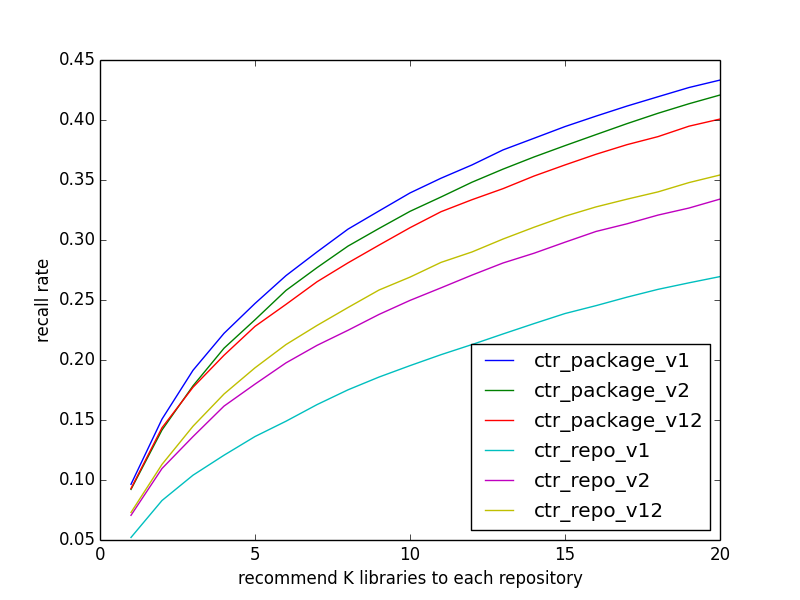 0.45
0.40
0.35
0.30
0.25
0.20
0.15
0.10
0.05
recall rate
0
5
10
15
20
recommend K libraries to each repository
ctr_package_v1
ctr_package_v2
ctr_package_v12
ctr_repo_v1
ctr_repo_v2
ctr_repo_v12